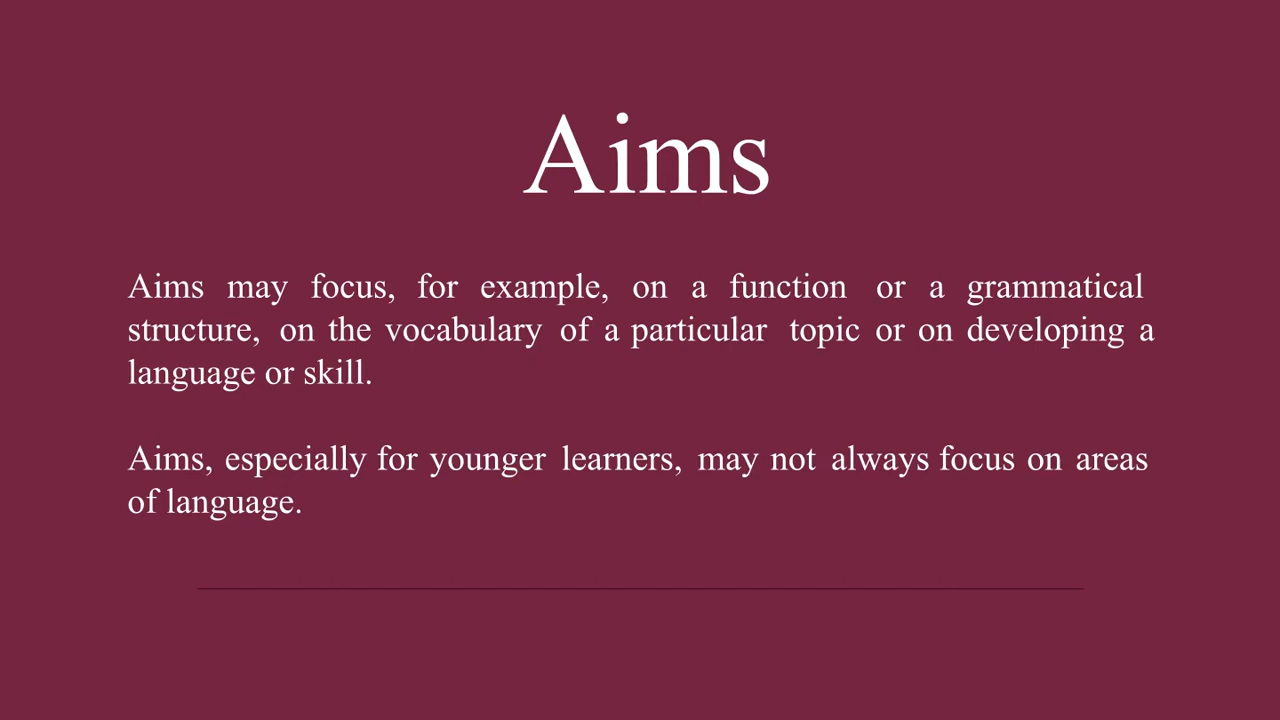 Aims
Aims may focus, for example, on a function or a grammatical
structure, on the vocabulary of a particular topic or on developing a
language or skill.
Aims, especially for younger learners, may not always focus on areas
of language.